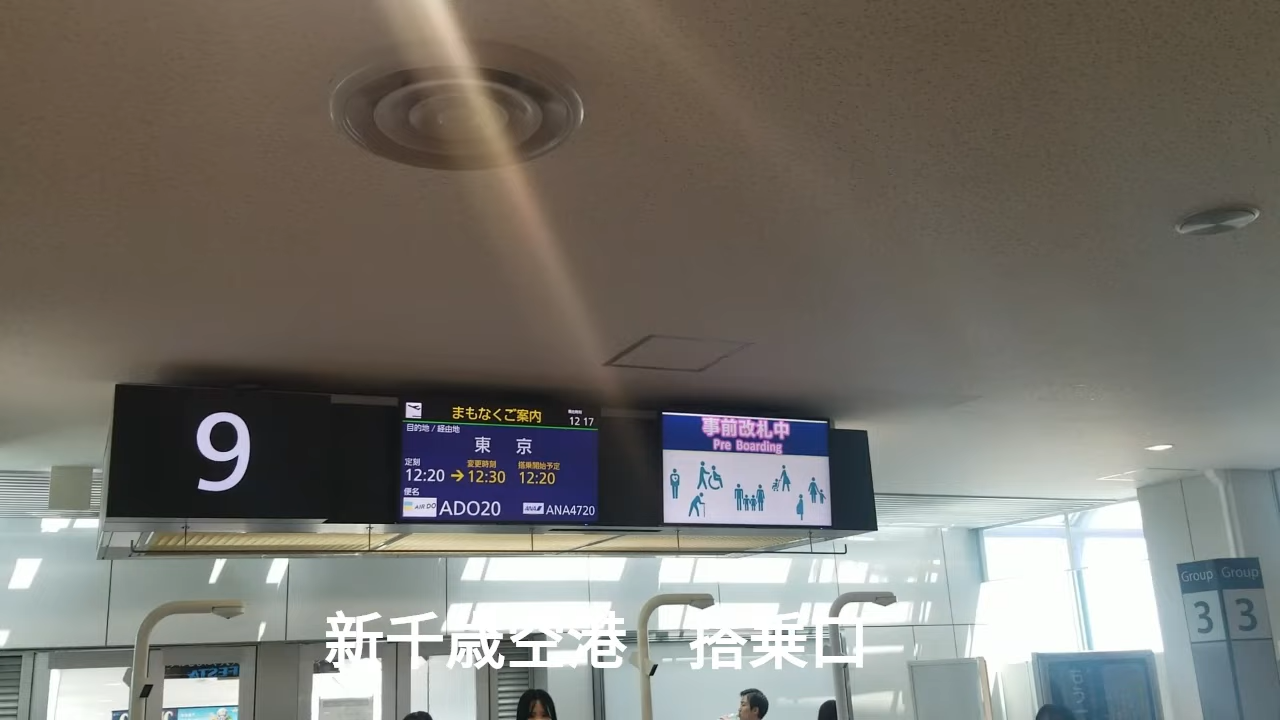 9
まもなくご案内
12 17
目的地 / 経由地
東 京
定刻 変更時刻 搭乗開始予定
12:20 → 12:30 12:20
便名
AIR DO ADO20 ANA ANA4720
事前改札中
Pre Boarding
Group Group
3 3
新千歳空港 搭乗口